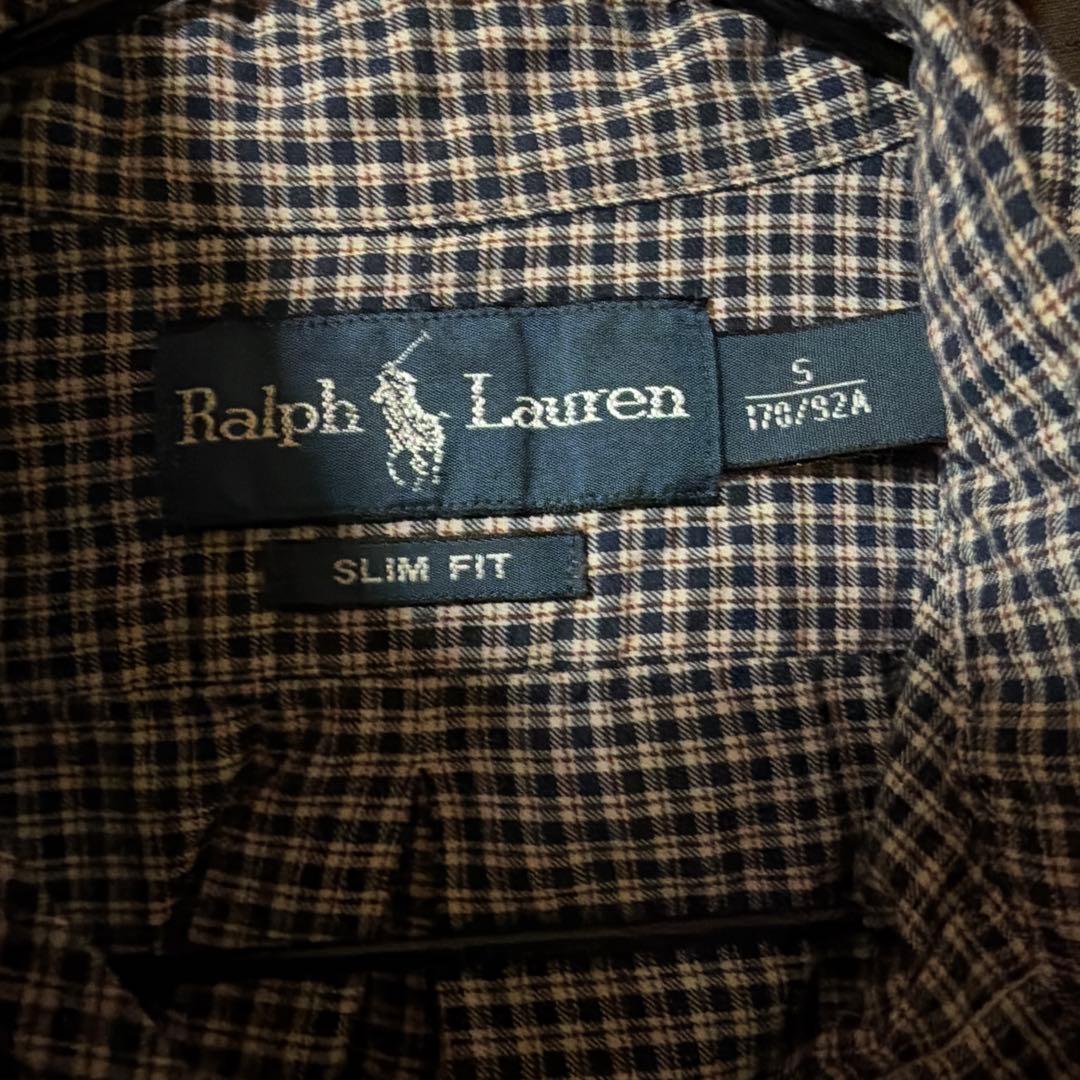 Ralph Lauren
S
170/92A
SLIM FIT